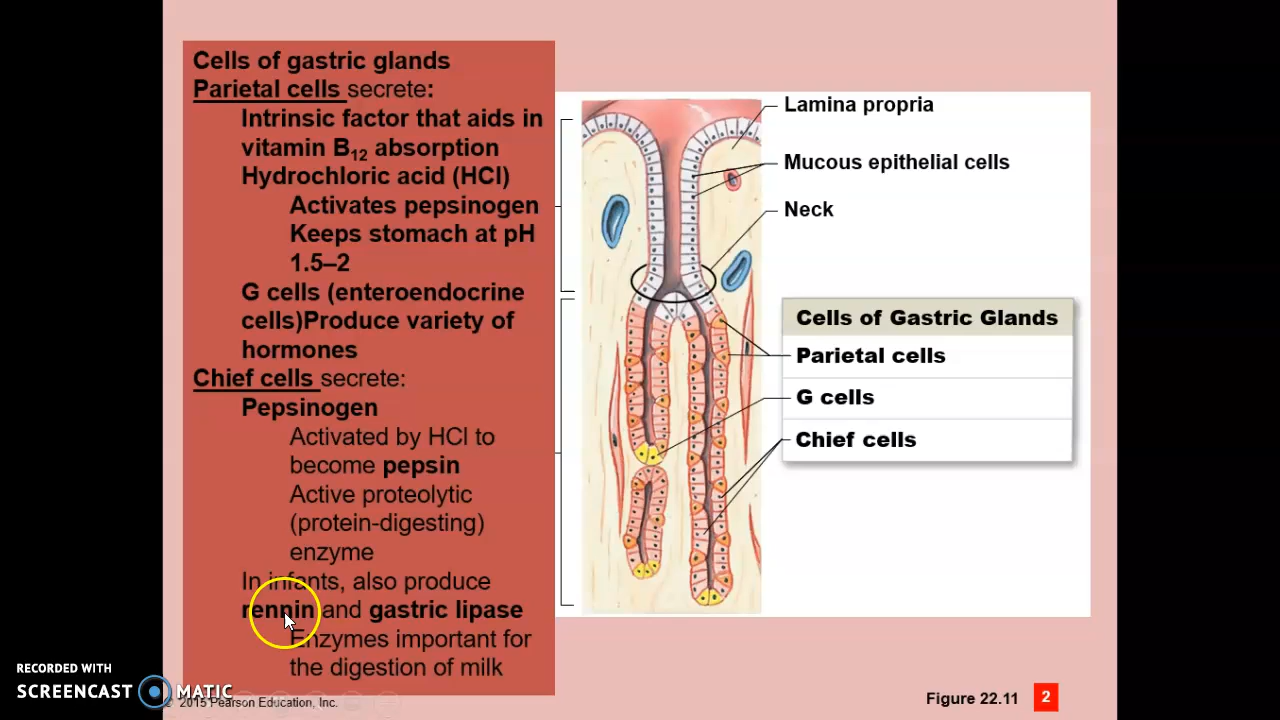 Cells of gastric glands
Parietal cells secrete:
Intrinsic factor that aids in
vitamin B12 absorption
Hydrochloric acid (HCl)
Activates pepsinogen
Keeps stomach at pH
1.5–2
G cells (enteroendocrine
cells)Produce variety of
hormones
Chief cells secrete:
Pepsinogen
Activated by HCl to
become pepsin
Active proteolytic
(protein-digesting)
enzyme
In infants, also produce
rennin and gastric lipase
Enzymes important for
the digestion of milk
Lamina propria
Mucous epithelial cells
Neck
Cells of Gastric Glands
Parietal cells
G cells
Chief cells
RECORDED WITH
SCREENCAST MATIC
© 2015 Pearson Education, Inc.
Figure 22.11
2